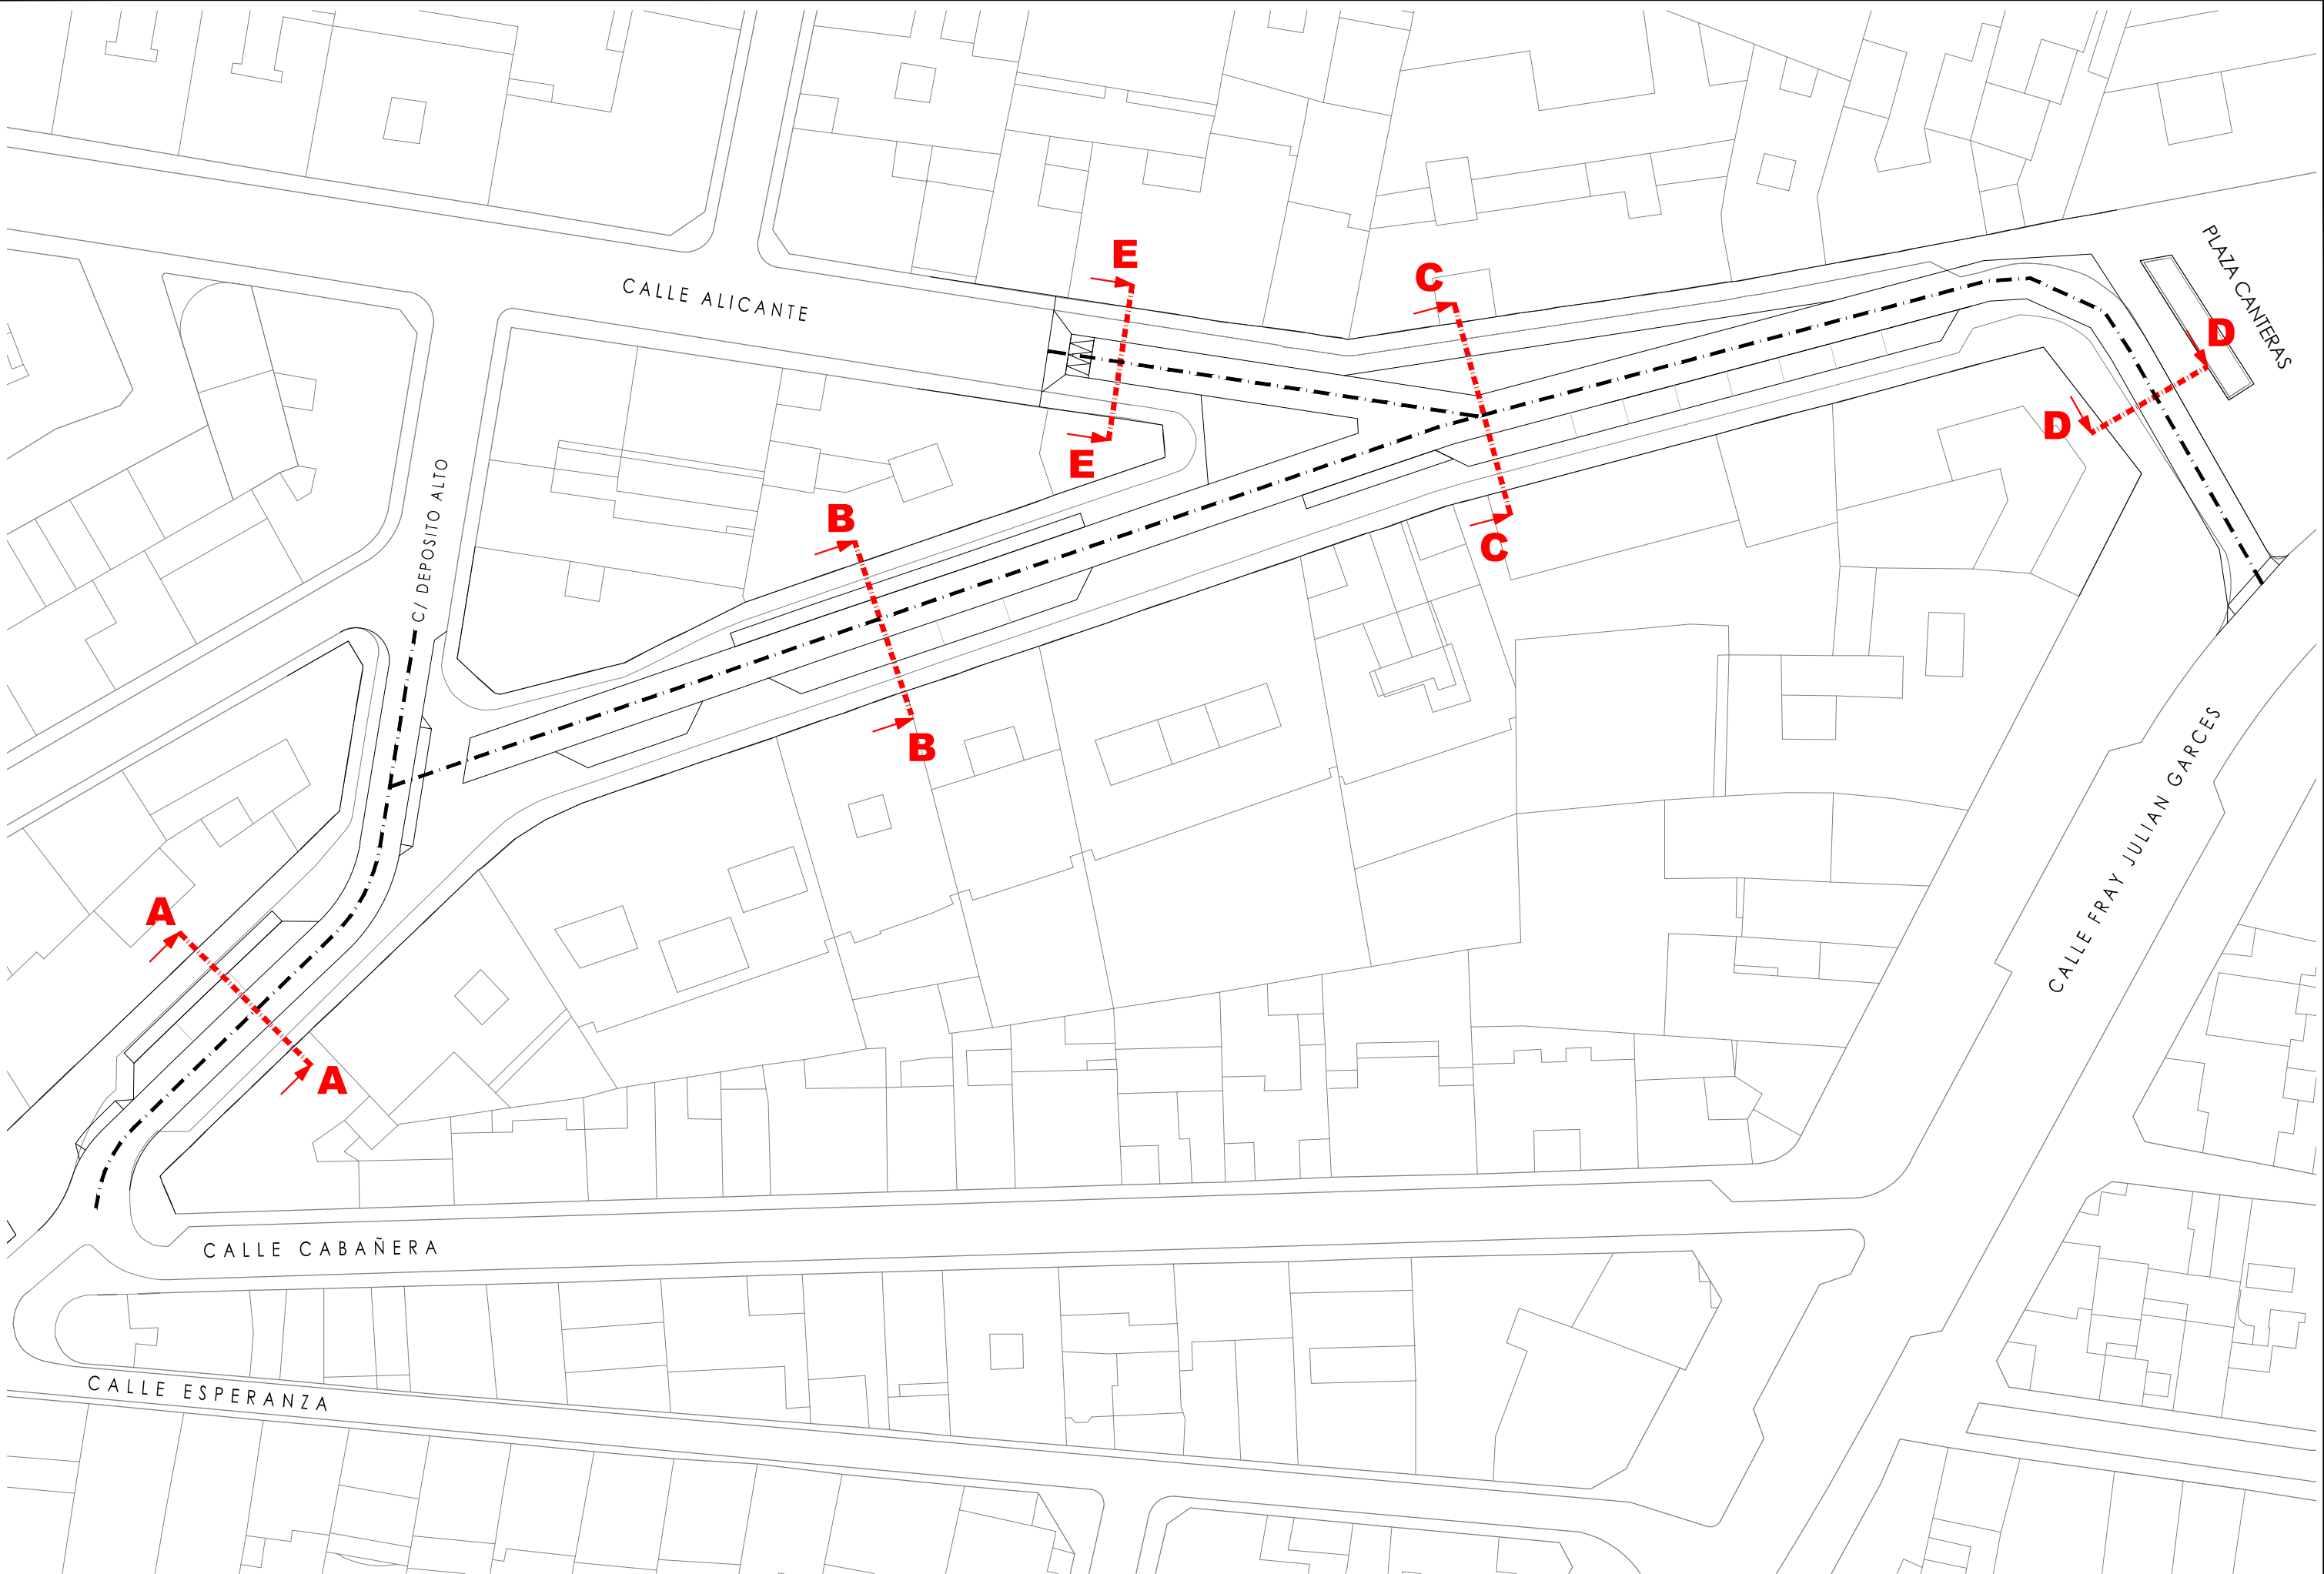 PLAZA CANTERAS
E
C
CALLE ALICANTE
D
D
E
C/ DEPOSITO ALTO
B
C
B
CALLE FRAY JULIAN GARCES
A
A
CALLE CABAÑERA
CALLE ESPERANZA